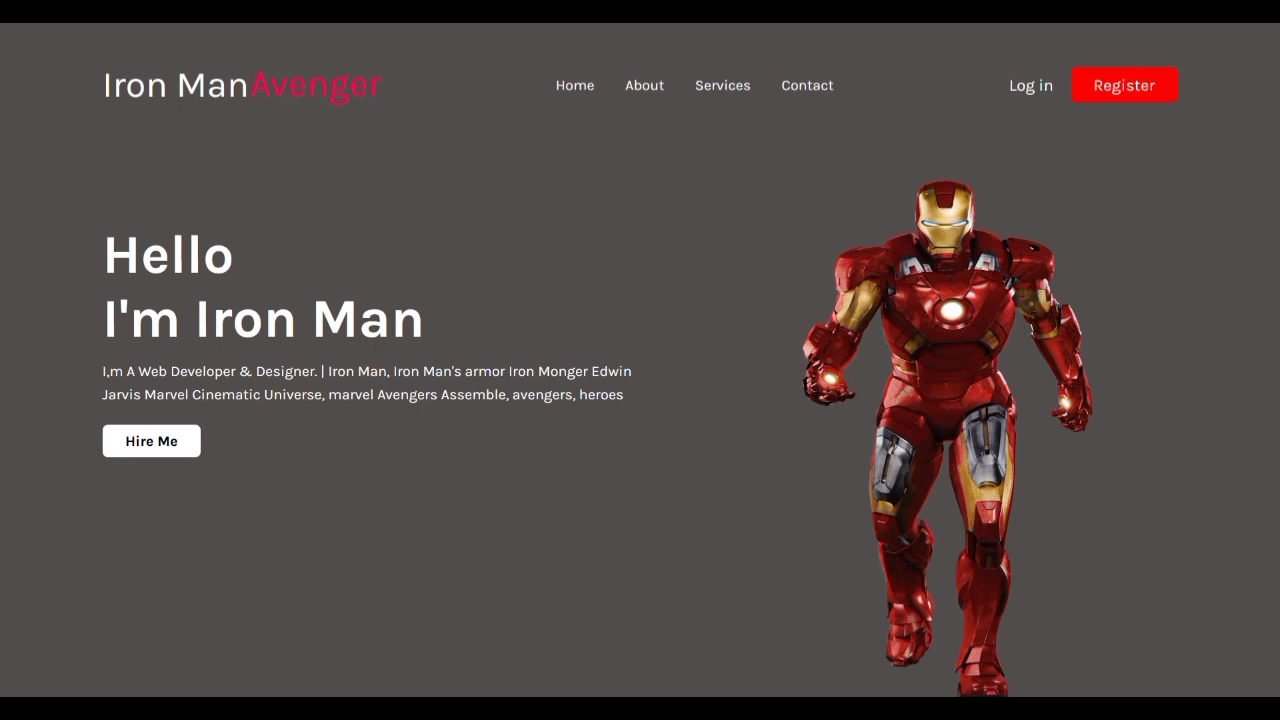 Iron ManAvenger
Home About Services Contact
Log in Register
Hello
I'm Iron Man
I,m A Web Developer & Designer. | Iron Man, Iron Man's armor Iron Monger Edwin
Jarvis Marvel Cinematic Universe, marvel Avengers Assemble, avengers, heroes
Hire Me